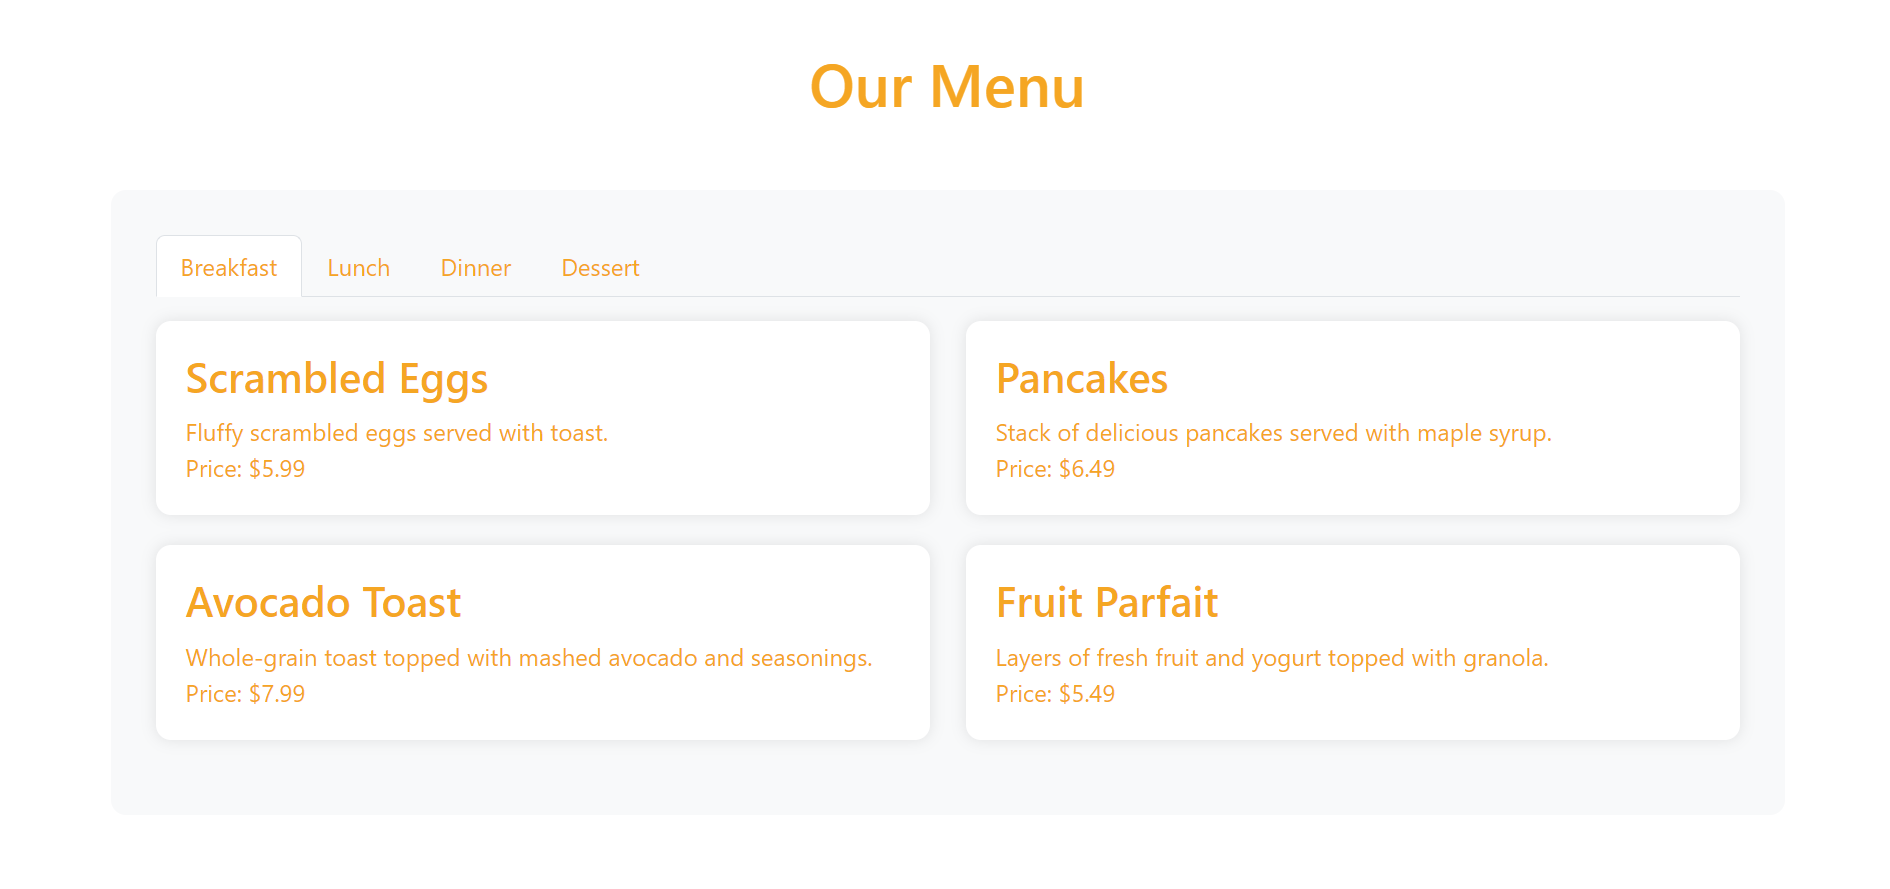 Our Menu
Breakfast Lunch Dinner Dessert
Scrambled Eggs
Fluffy scrambled eggs served with toast.
Price: $5.99
Pancakes
Stack of delicious pancakes served with maple syrup.
Price: $6.49
Avocado Toast
Whole-grain toast topped with mashed avocado and seasonings.
Price: $7.99
Fruit Parfait
Layers of fresh fruit and yogurt topped with granola.
Price: $5.49